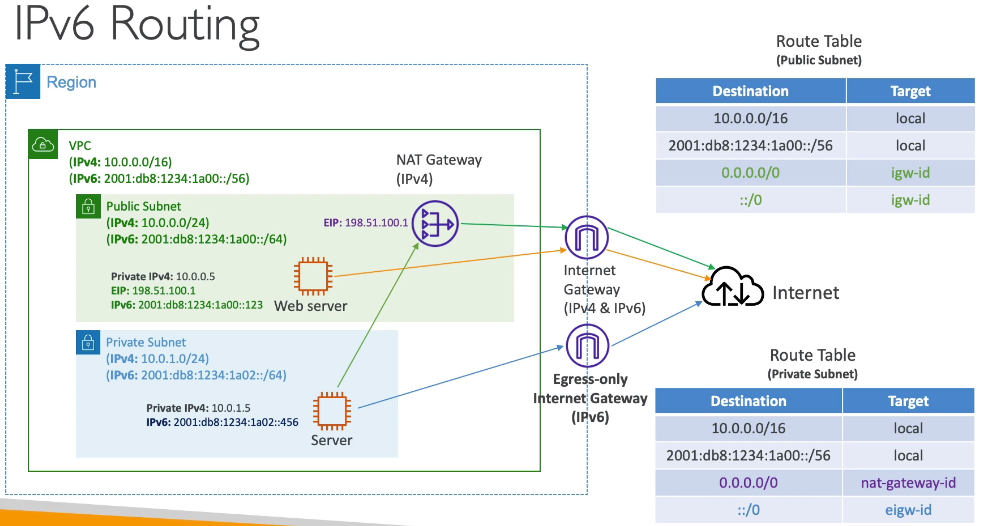 IPv6 Routing
Region
VPC
(IPv4: 10.0.0.0/16)
(IPv6: 2001:db8:1234:1a00::/56)
NAT Gateway
(IPv4)
Public Subnet
(IPv4: 10.0.0.0/24)
(IPv6: 2001:db8:1234:1a00::/64)
EIP: 198.51.100.1
Private IPv4: 10.0.0.5
EIP: 198.51.100.1
IPv6: 2001:db8:1234:1a00::123
Web server
Internet
Gateway
(IPv4 & IPv6)
Internet
Private Subnet
(IPv4: 10.0.1.0/24)
(IPv6: 2001:db8:1234:1a02::/64)
Private IPv4: 10.0.1.5
IPv6: 2001:db8:1234:1a02::456
Server
Egress-only
Internet Gateway
(IPv6)
Route Table
(Public Subnet)
Destination Target
10.0.0.0/16 local
2001:db8:1234:1a00::/56 local
0.0.0.0/0 igw-id
::/0 igw-id
Route Table
(Private Subnet)
Destination Target
10.0.0.0/16 local
2001:db8:1234:1a00::/56 local
0.0.0.0/0 nat-gateway-id
::/0 eigw-id